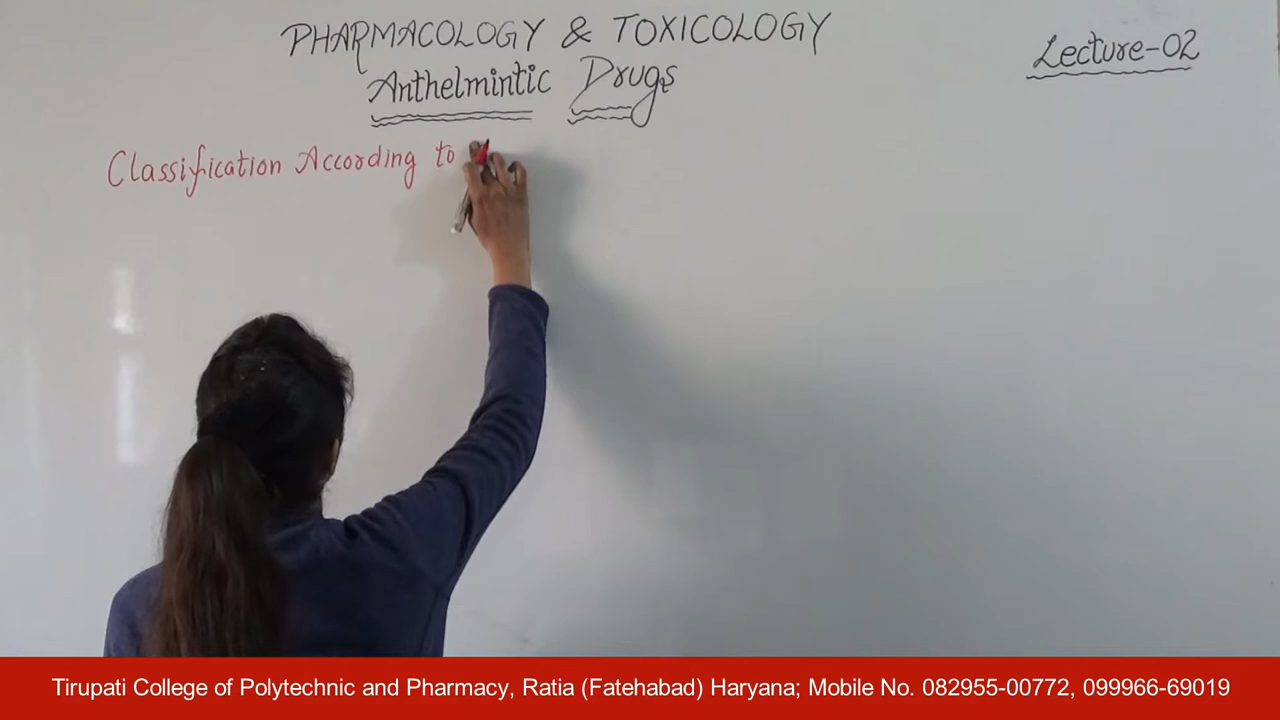 PHARMACOLOGY & TOXICOLOGY
Lecture-02
Anthelmintic Drugs
Classification According to
Tirupati College of Polytechnic and Pharmacy, Ratia (Fatehabad) Haryana; Mobile No. 082955-00772, 099966-69019